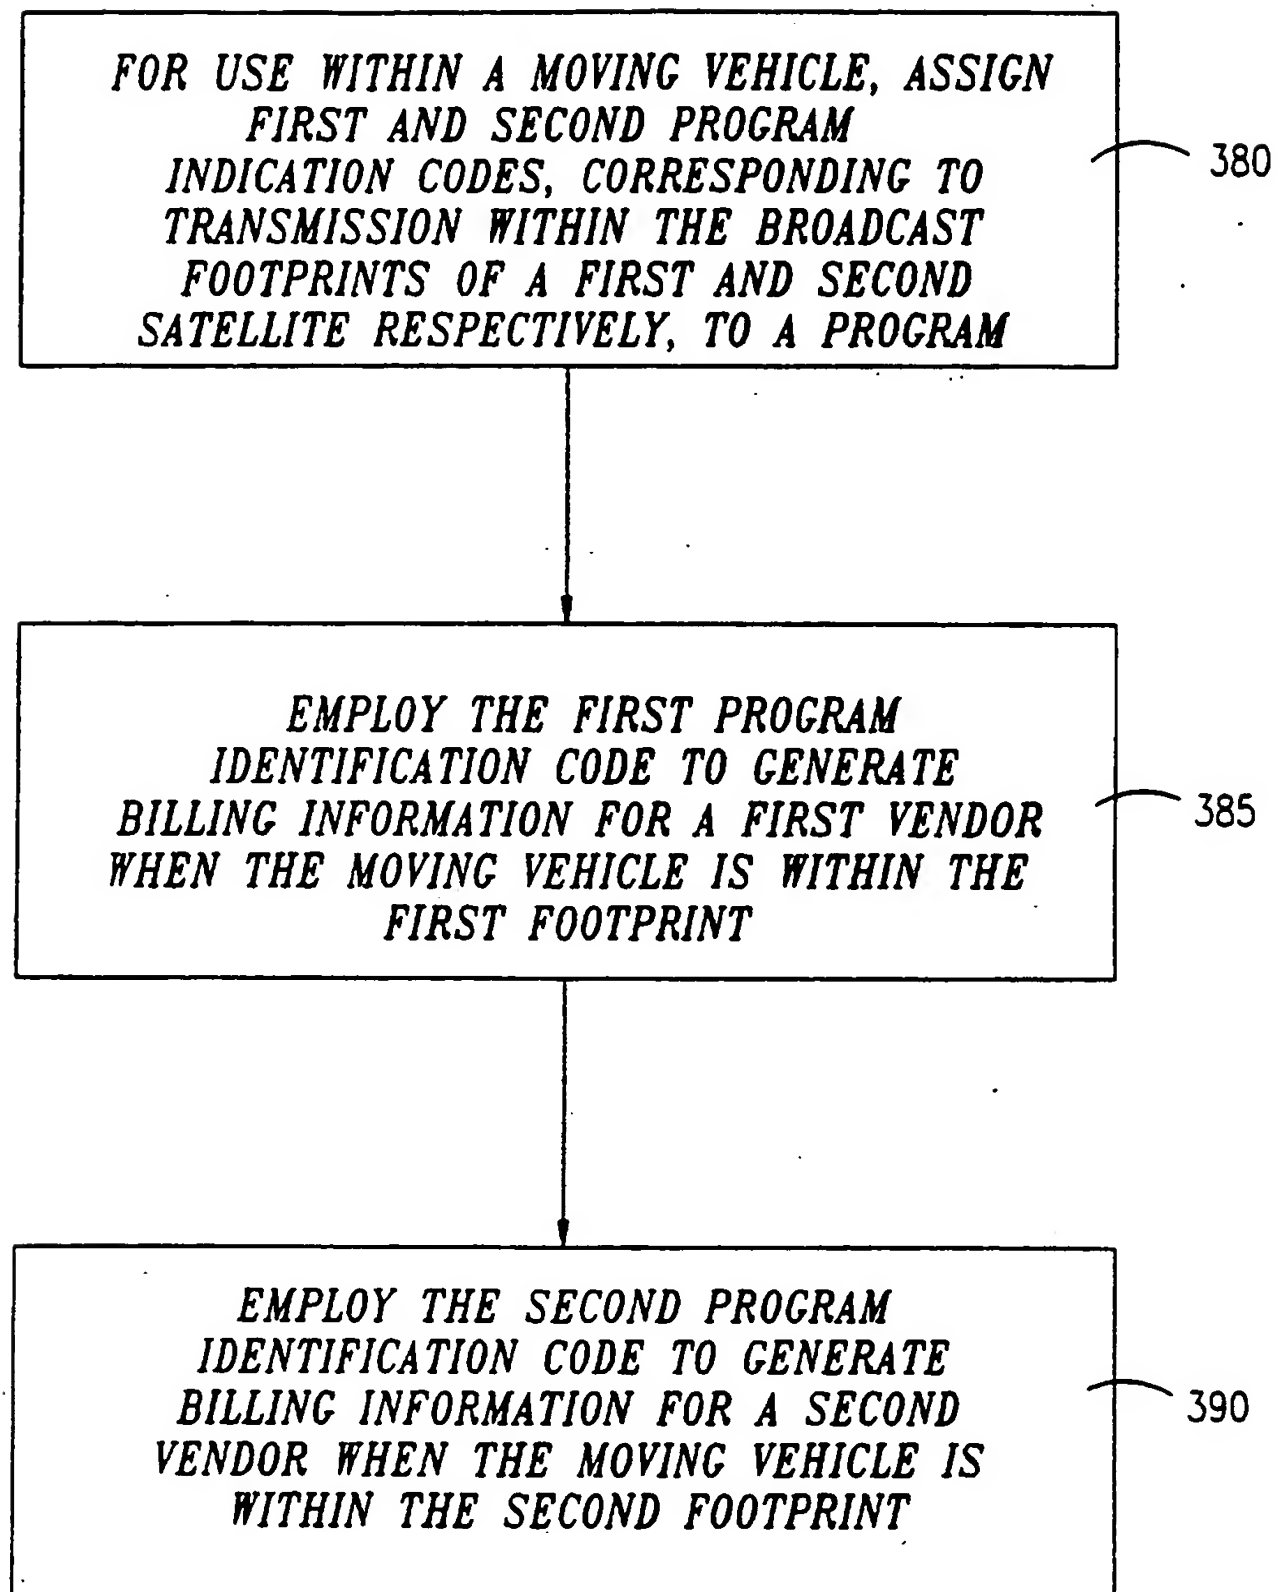 FOR USE WITHIN A MOVING VEHICLE, ASSIGN
FIRST AND SECOND PROGRAM
INDICATION CODES, CORRESPONDING TO
TRANSMISSION WITHIN THE BROADCAST
FOOTPRINTS OF A FIRST AND SECOND
SATELLITE RESPECTIVELY, TO A PROGRAM
380
EMPLOY THE FIRST PROGRAM
IDENTIFICATION CODE TO GENERATE
BILLING INFORMATION FOR A FIRST VENDOR
WHEN THE MOVING VEHICLE IS WITHIN THE
FIRST FOOTPRINT
385
EMPLOY THE SECOND PROGRAM
IDENTIFICATION CODE TO GENERATE
BILLING INFORMATION FOR A SECOND
VENDOR WHEN THE MOVING VEHICLE IS
WITHIN THE SECOND FOOTPRINT
390